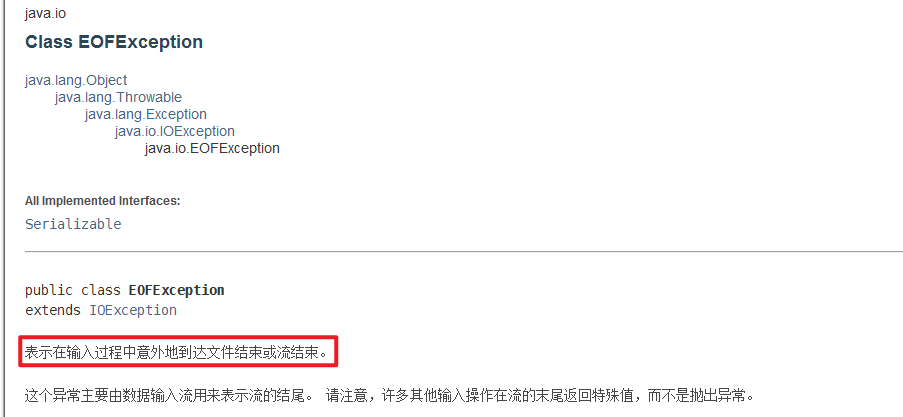 java.io
Class EOFException
java.lang.Object
java.lang.Throwable
java.lang.Exception
java.io.IOException
java.io.EOFException
All Implemented Interfaces:
Serializable
public class EOFException
extends IOException
表示在输入过程中意外地到达文件结束或流结束。
这个异常主要由数据输入流用来表示流的结尾。 请注意，许多其他输入操作在流的末尾返回特殊值，而不是抛出异常。